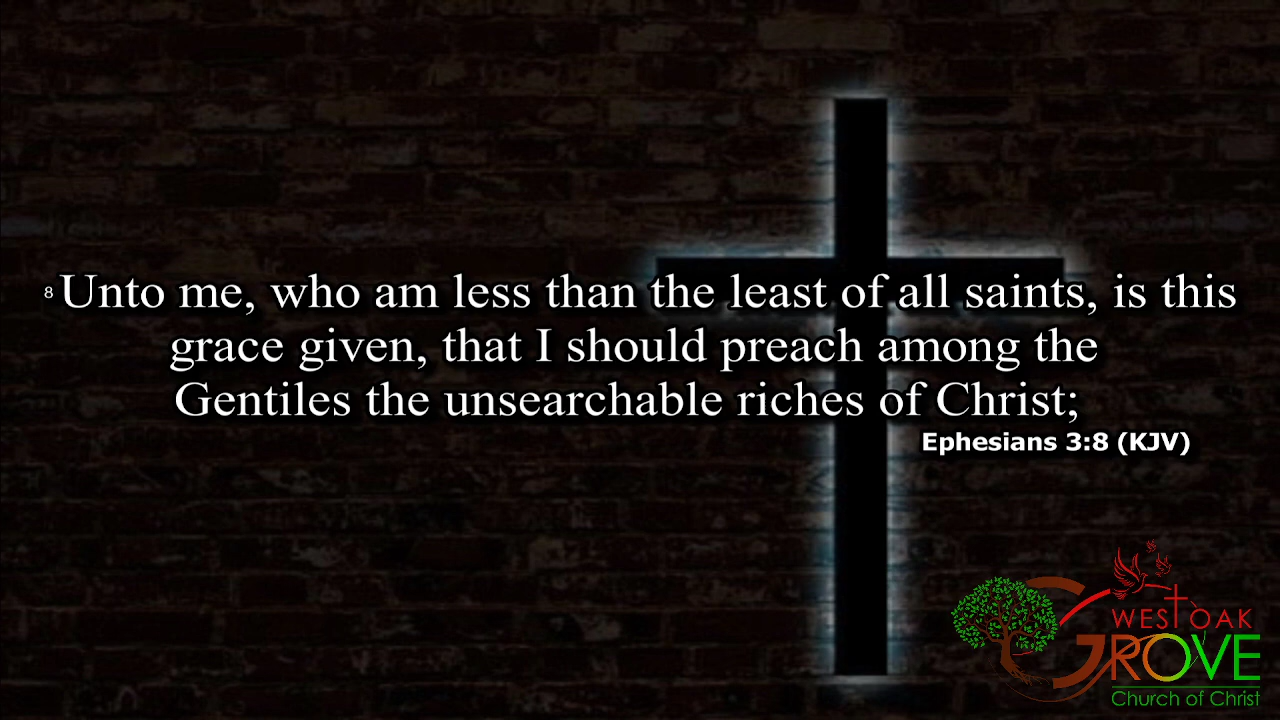 8 Unto me, who am less than the least of all saints, is this
grace given, that I should preach among the
Gentiles the unsearchable riches of Christ;
Ephesians 3:8 (KJV)
WEST OAK
GROVE
Church of Christ